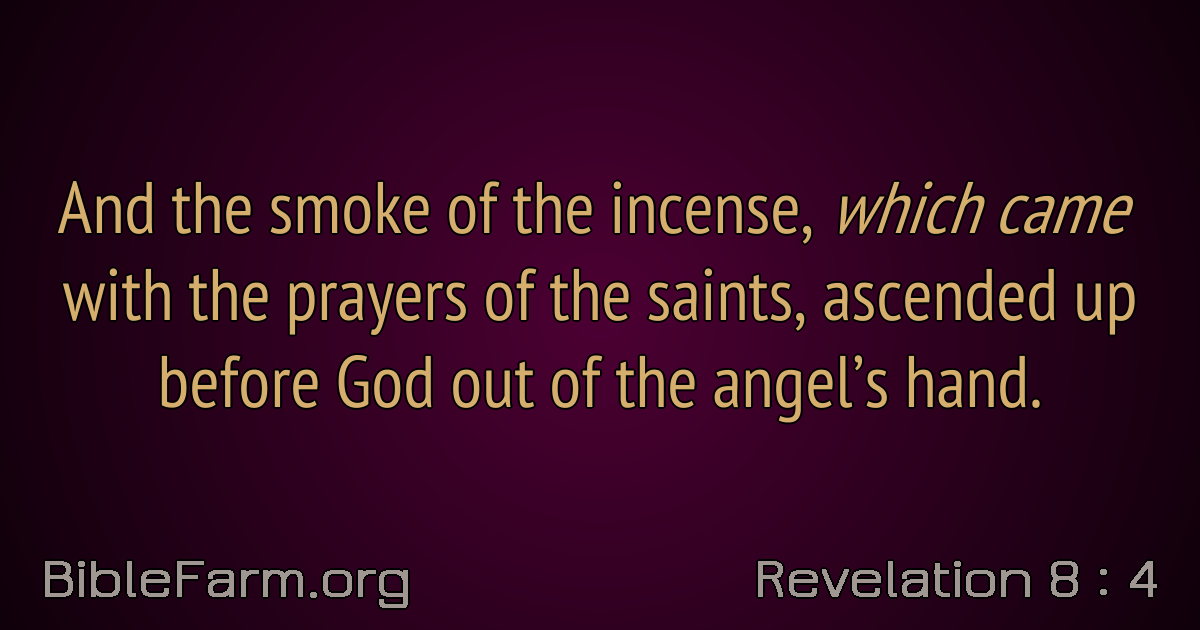 And the smoke of the incense, which came
with the prayers of the saints, ascended up
before God out of the angel’s hand.
BibleFarm.org
Revelation 8 : 4